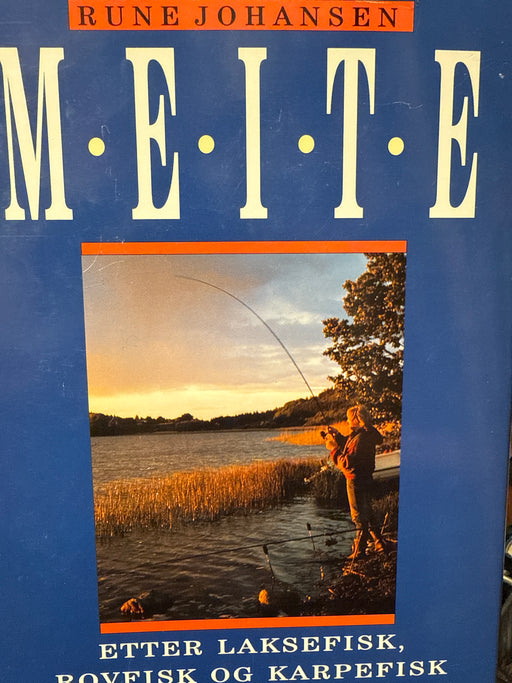 RUNE JOHANSEN
M•E•I•T•E
ETTER LAKSEFISK,
ROVFISK OG KARPEFISK